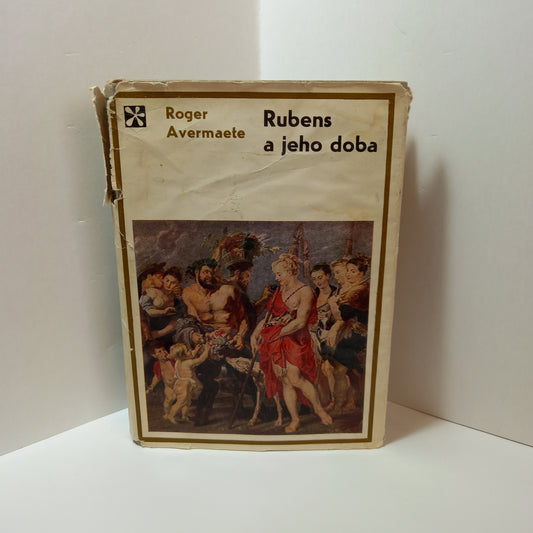 Roger
Avermaete
Rubens
a jeho doba